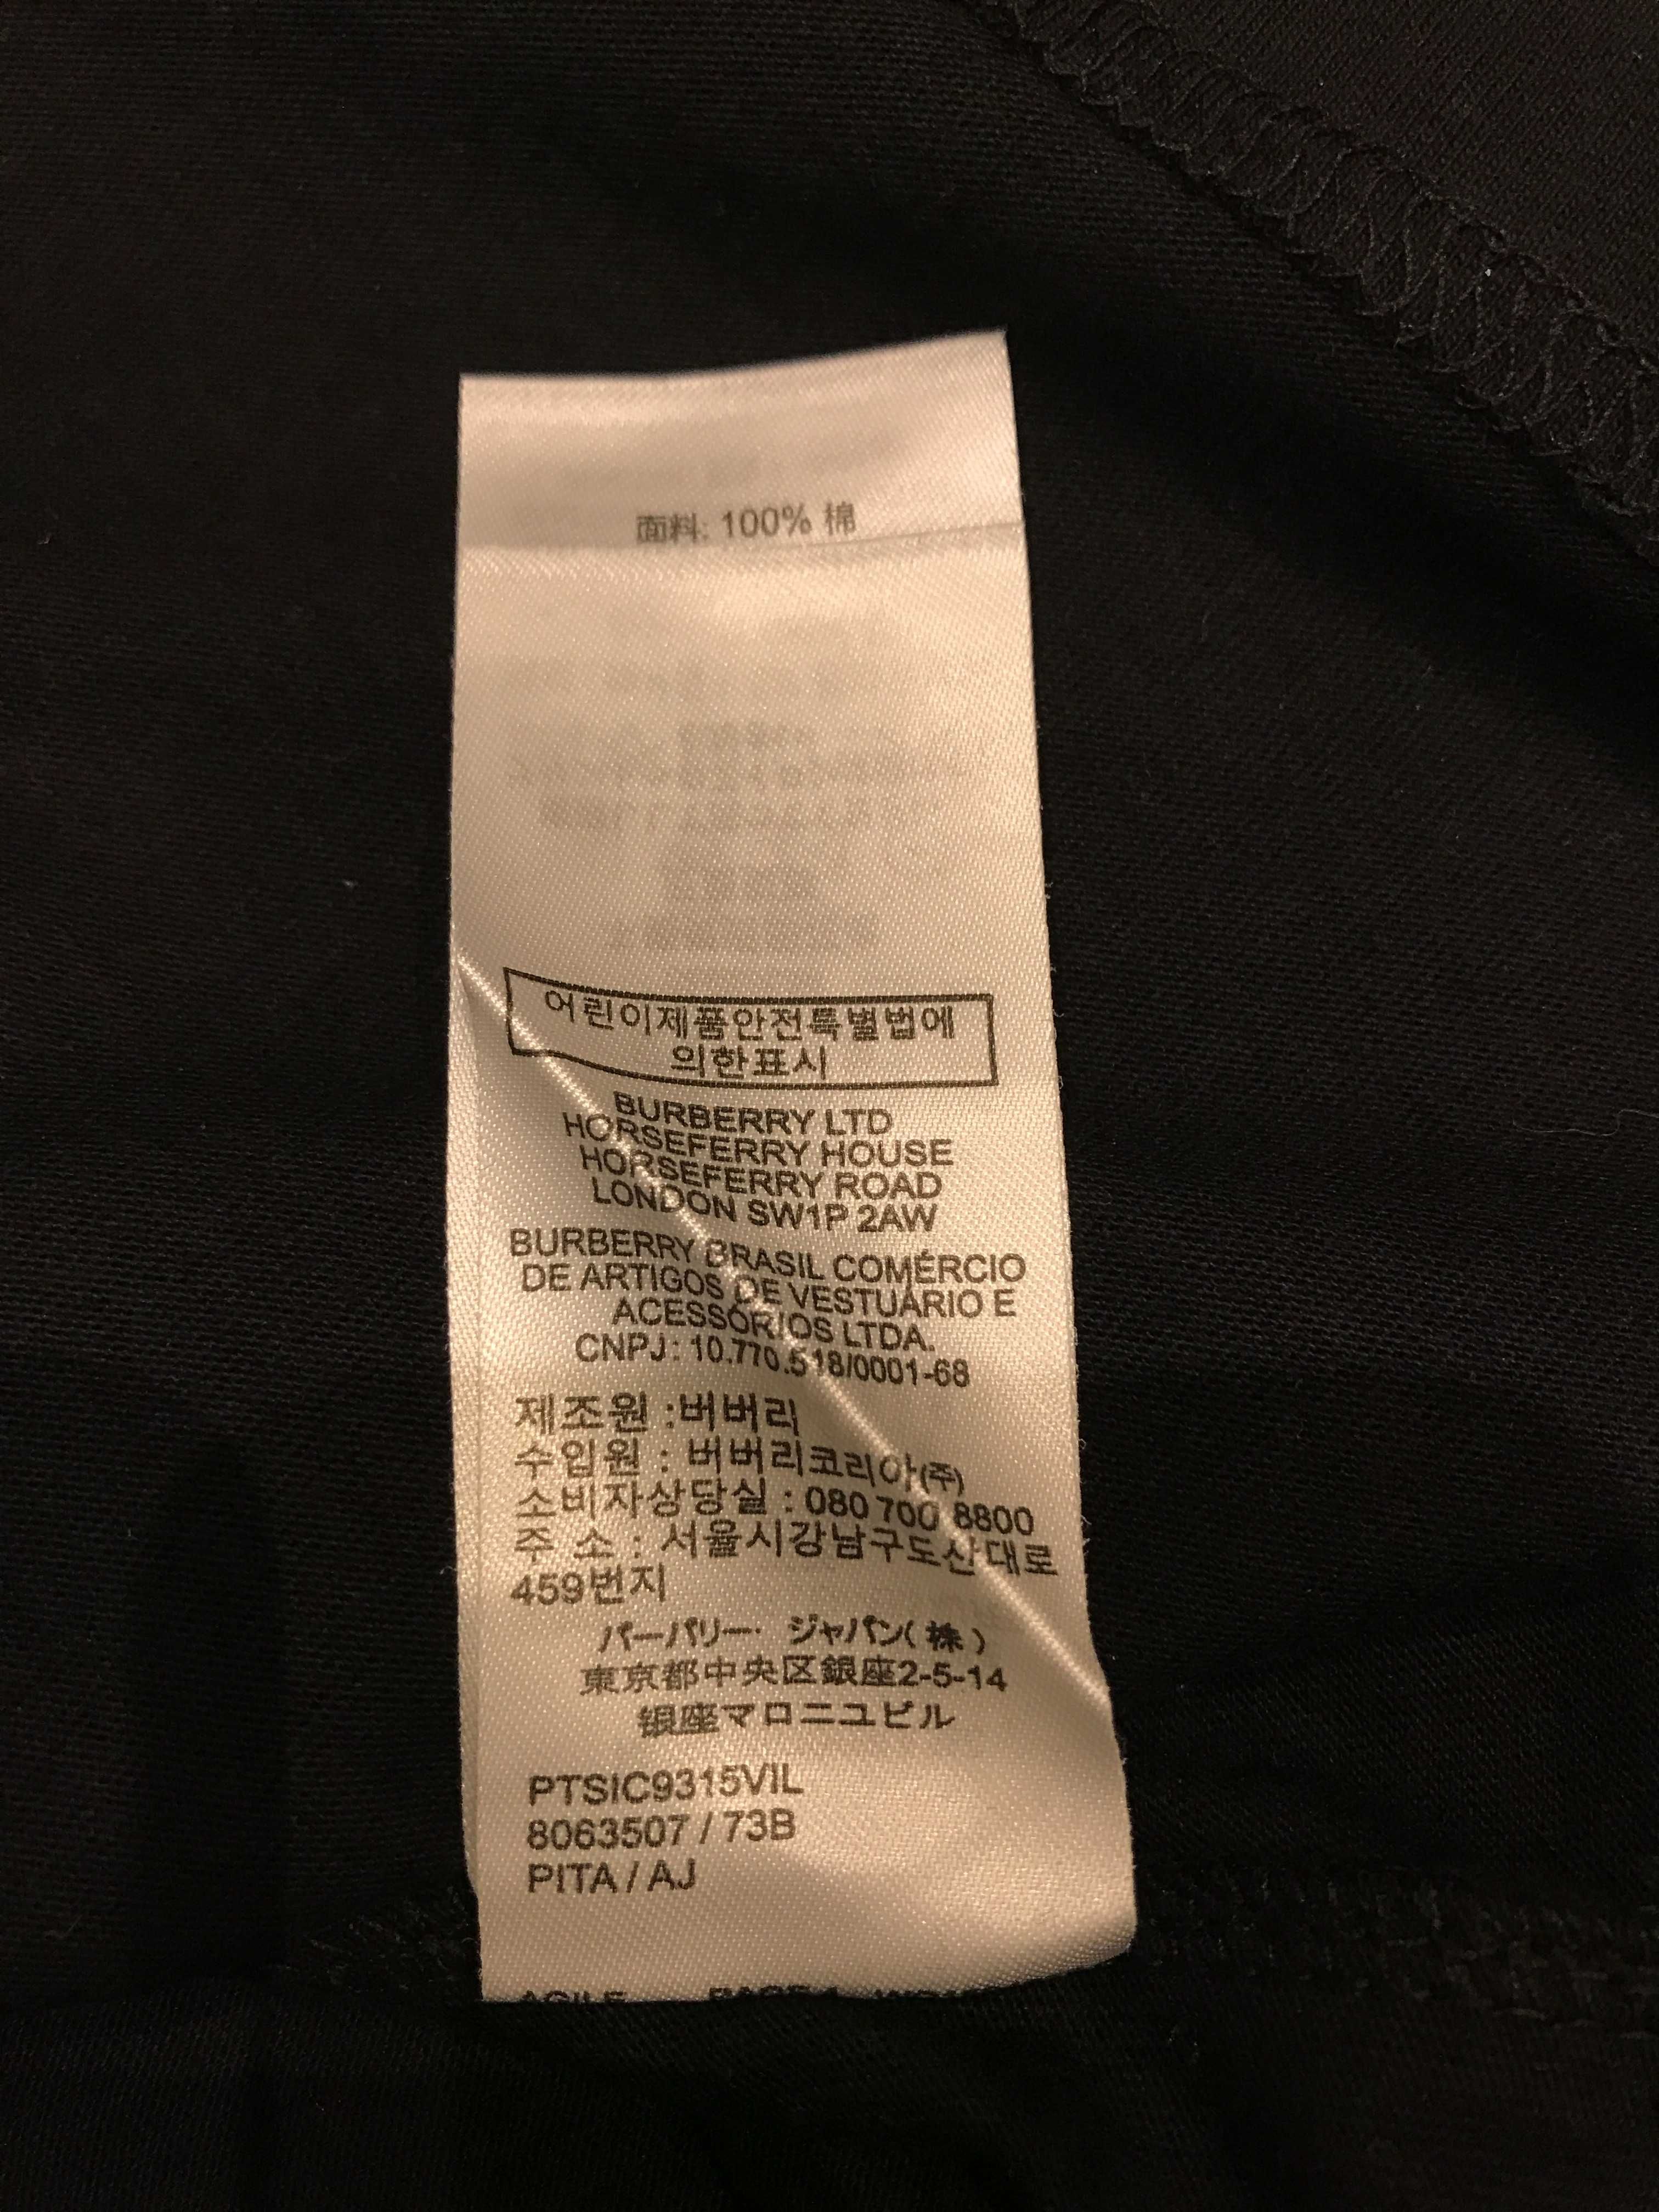 面料: 100% 棉
어린이제품안전특별법에
의한표시
BURBERRY LTD
HORSEFERRY HOUSE
HORSEFERRY ROAD
LONDON SW1P 2AW
BURBERRY BRASIL COMÉRCIO
DE ARTIGOS DE VESTUÁRIO E
ACESSÓRIOS LTDA.
CNPJ: 10.770.518/0001-68
제조원 :버버리
수입원 : 버버리코리아(주)
소비자상당실 : 080 700 8800
주 소 : 서울시강남구도산대로
459번지
バーバリー· ジャパン(株)
東京都中央区銀座2-5-14
银座マロニエビル
PTSIC9315VIL
8063507 / 73B
PITA / AJ